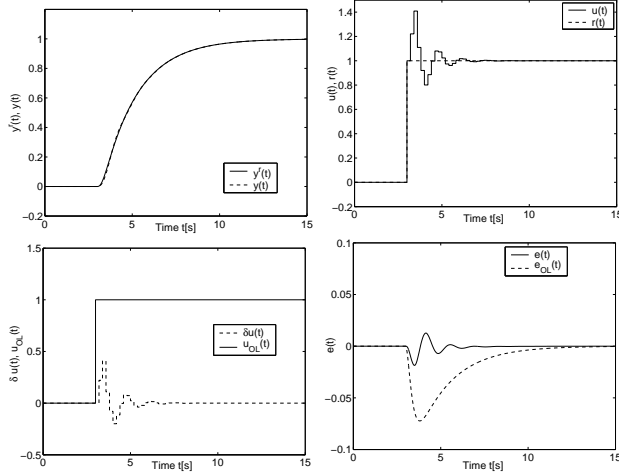 1
0.8
0.6
0.4
0.2
0
-0.2
y^r(t), y(t)
0
5
10
15
Time t[s]
y^r(t)
y(t)
1.4
1.2
1
0.8
0.6
0.4
0.2
0
-0.2
u(t), r(t)
0
5
10
15
Time t[s]
u(t)
r(t)
1.5
1
0.5
0
-0.5
δ u(t), u_OL(t)
0
5
10
15
Time t[s]
δu(t)
u_OL(t)
0.1
0.05
0
-0.05
-0.1
e(t)
0
5
10
15
Time t[s]
e(t)
e_OL(t)